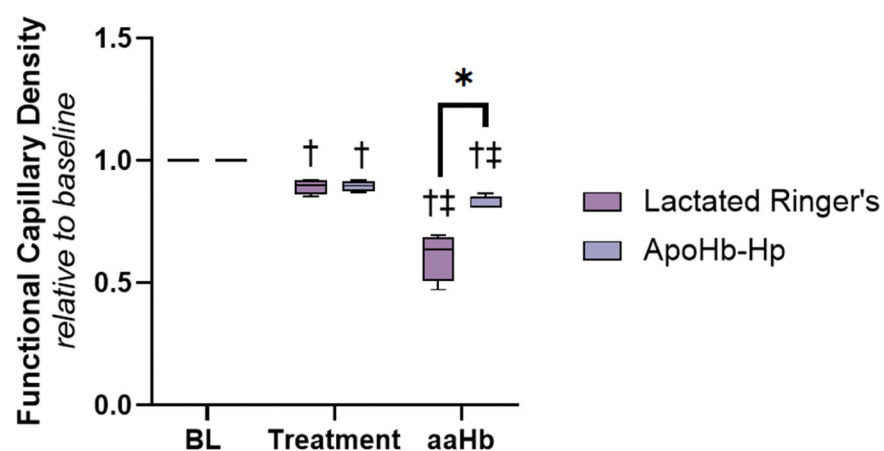 Functional Capillary Density
relative to baseline
1.5
1.0
0.5
0.0
*
† †
†‡
†‡
BL Treatment aaHb
Lactated Ringer's
ApoHb-Hp